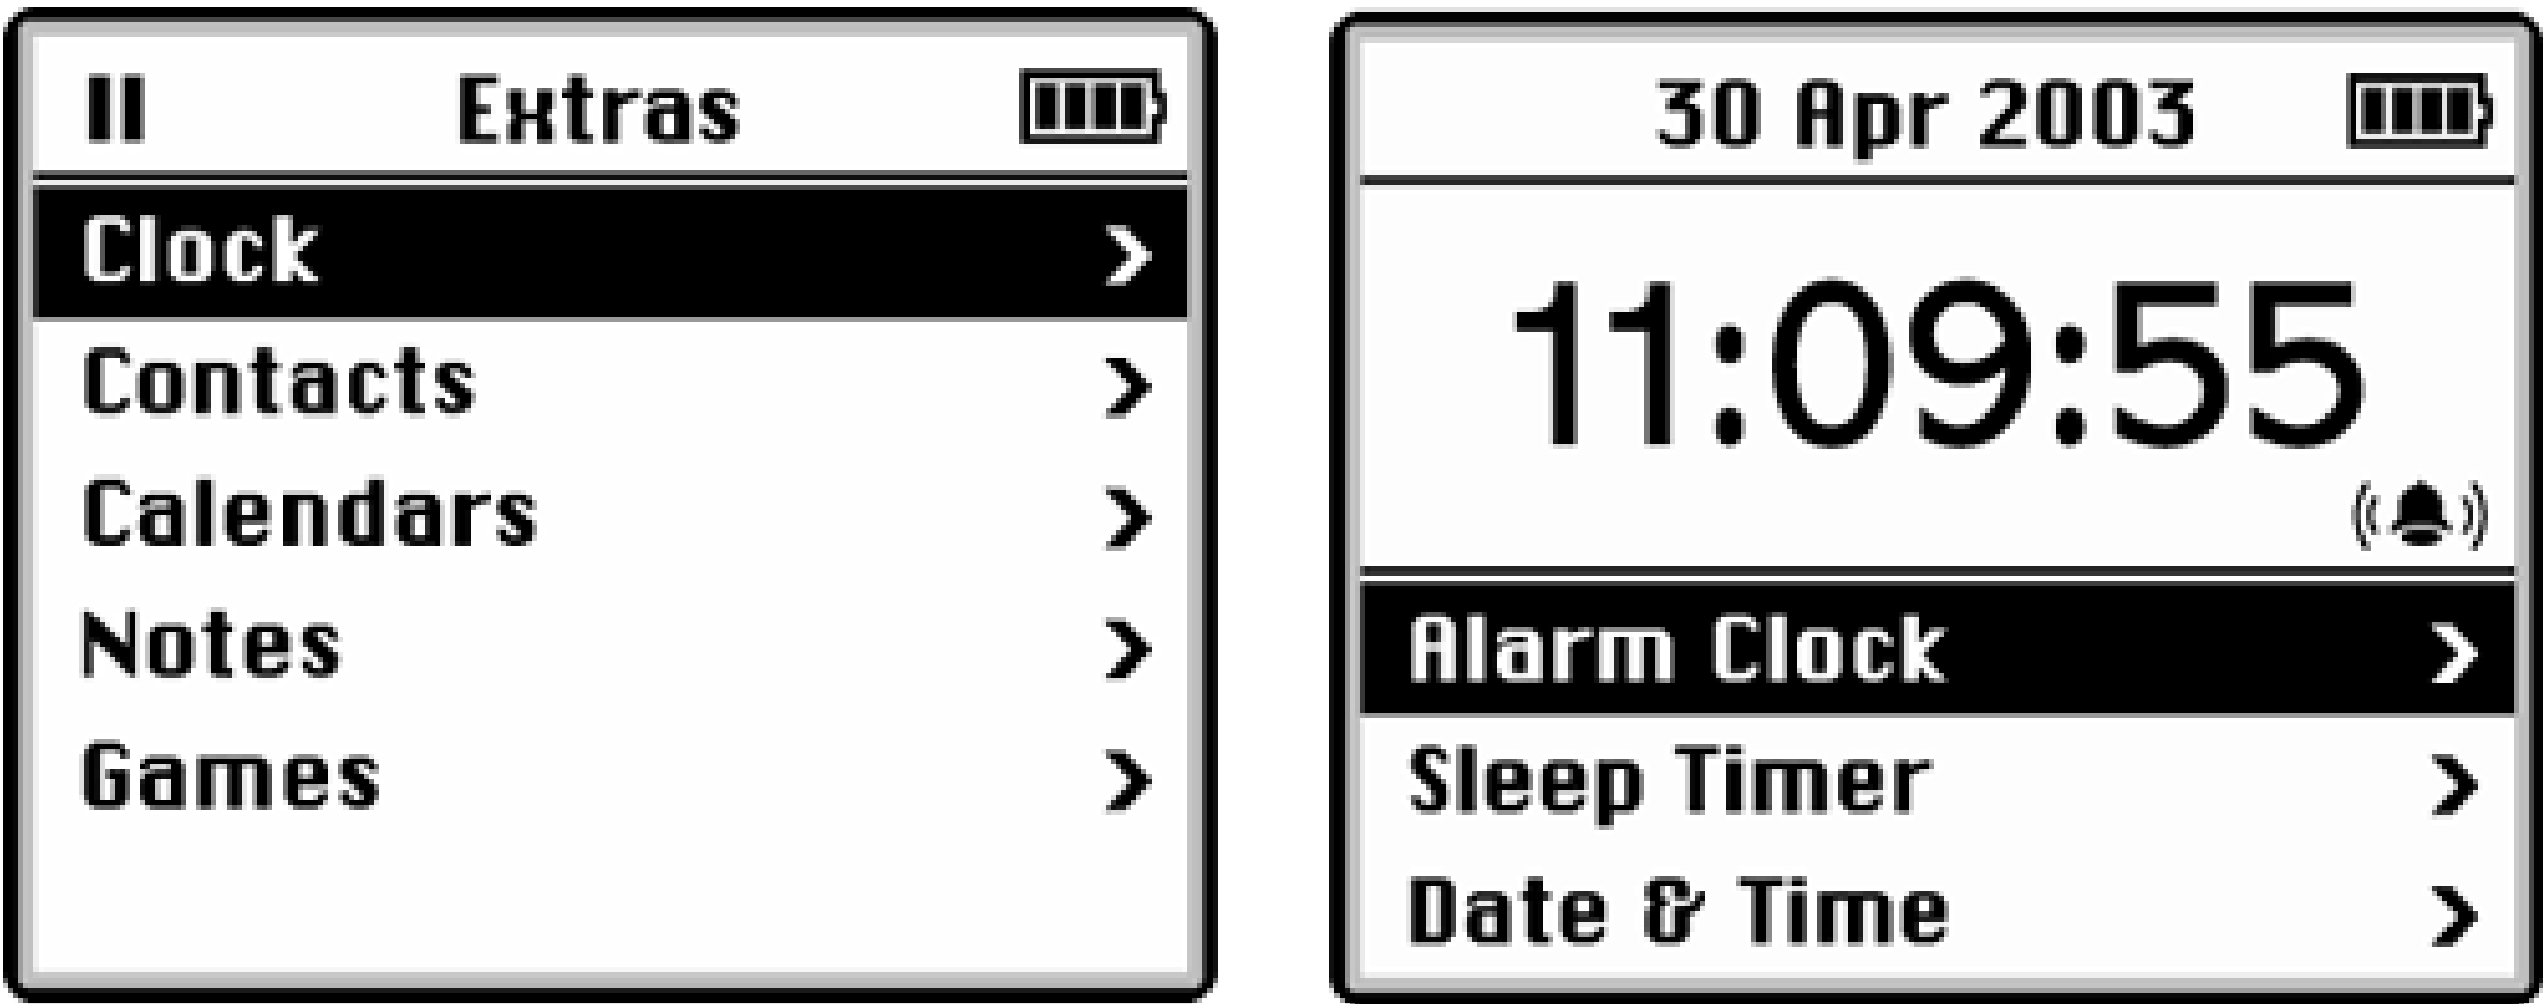 Extras
Clock
Contacts
Calendars
Notes
Games
30 Apr 2003
11:09:55
Alarm Clock
Sleep Timer
Date & Time